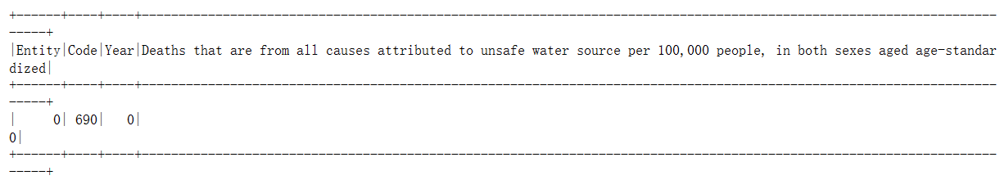 +------+----+----+---------------------------------------------------------------------------------------------------------------------
-----+
|Entity|Code|Year|Deaths that are from all causes attributed to unsafe water source per 100,000 people, in both sexes aged age-standar
dized|
+------+----+----+---------------------------------------------------------------------------------------------------------------------
-----+
|     0| 690|   0|
0|
+------+----+----+---------------------------------------------------------------------------------------------------------------------
-----+